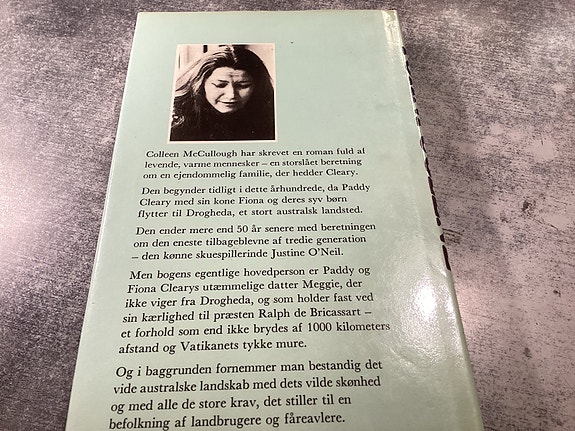 Colleen McCullough har skrevet en roman fuld af
levende, varme mennesker – en storslået beretning
om en ejendommelig familie, der hedder Cleary.
Den begynder tidligt i dette århundrede, da Paddy
Cleary med sin kone Fiona og deres syv børn
flytter til Drogheda, et stort australsk landsted.
Den ender mere end 50 år senere med beretningen
om den eneste tilbageblevne af tredie generation
– den kønne skuespillerinde Justine O'Neil.
Men bogens egentlige hovedperson er Paddy og
Fiona Clearys utæmmelige datter Meggie, der
ikke viger fra Drogheda, og som holder fast ved
sin kærlighed til præsten Ralph de Bricassart –
et forhold som end ikke brydes af 1000 kilometers
afstand og Vatikanets tykke mure.
Og i baggrunden fornemmer man bestandig det
vide australske landskab med dets vilde skønhed
og med alle de store krav, det stiller til en
befolkning af landbrugere og fåreavlere.